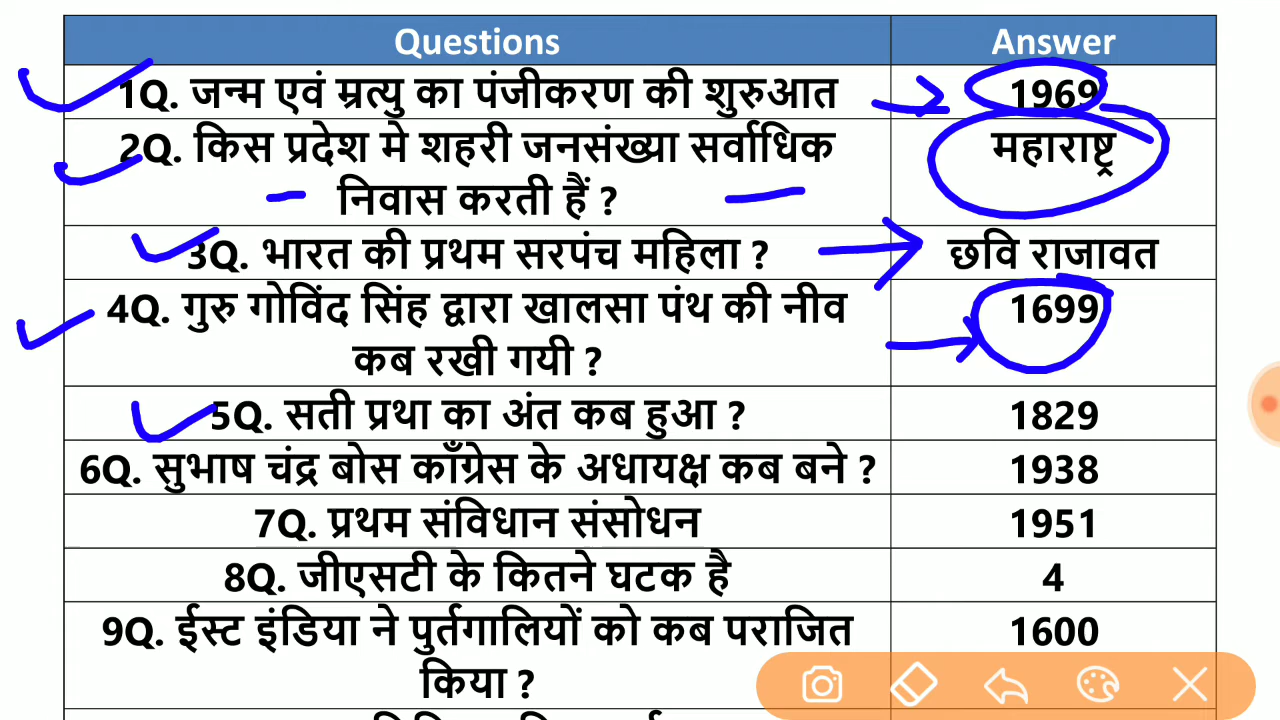 Questions Answer
1Q. जन्म एवं म्रत्यु का पंजीकरण की शुरुआत 1969
2Q. किस प्रदेश मे शहरी जनसंख्या सर्वाधिक महाराष्ट्र
निवास करती हैं ?
3Q. भारत की प्रथम सरपंच महिला ? छवि राजावत
4Q. गुरु गोविंद सिंह द्वारा खालसा पंथ की नीव 1699
कब रखी गयी ?
5Q. सती प्रथा का अंत कब हुआ ? 1829
6Q. सुभाष चंद्र बोस काँग्रेस के अधायक्ष कब बने ? 1938
7Q. प्रथम संविधान संसोधन 1951
8Q. जीएसटी के कितने घटक है 4
9Q. ईस्ट इंडिया ने पुर्तगालियों को कब पराजित 1600
किया ?